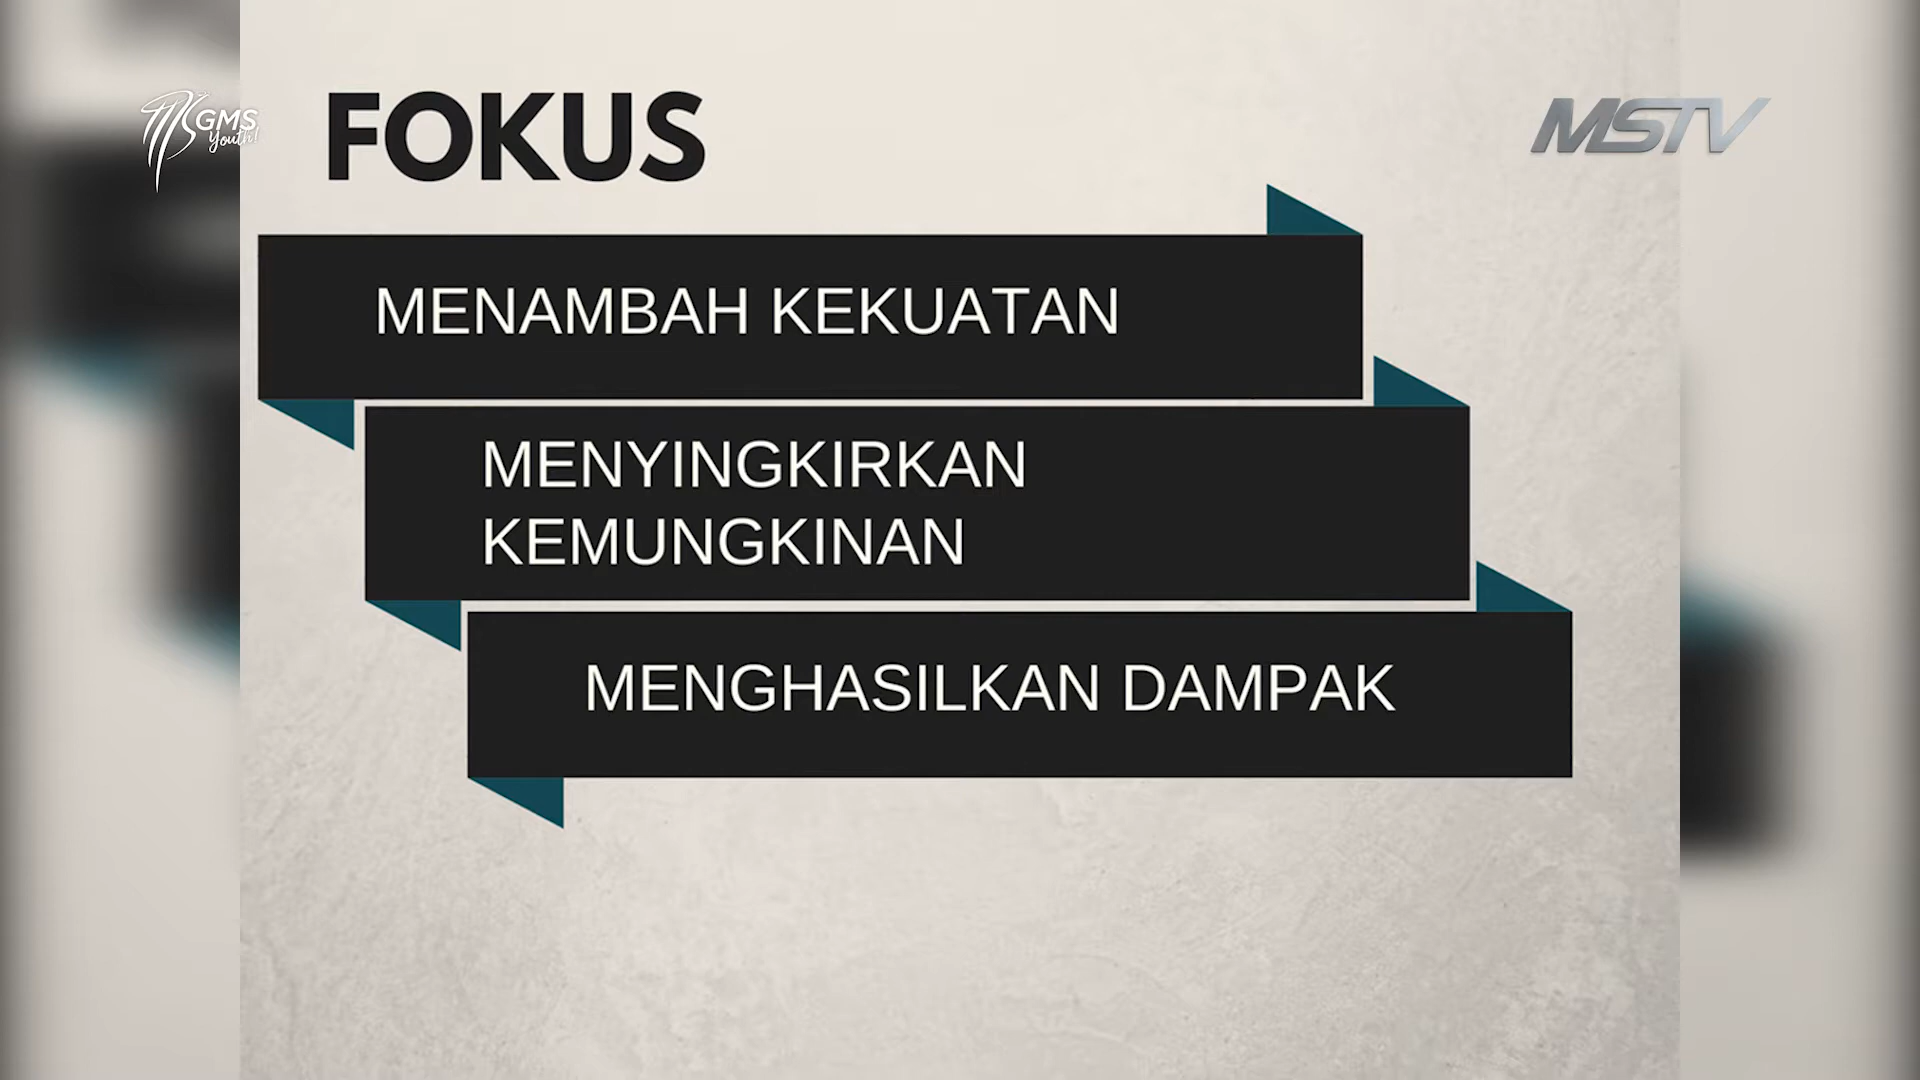 GMS
Youth!
FOKUS
MSTV
MENAMBAH KEKUATAN
MENYINGKIRKAN
KEMUNGKINAN
MENGHASILKAN DAMPAK